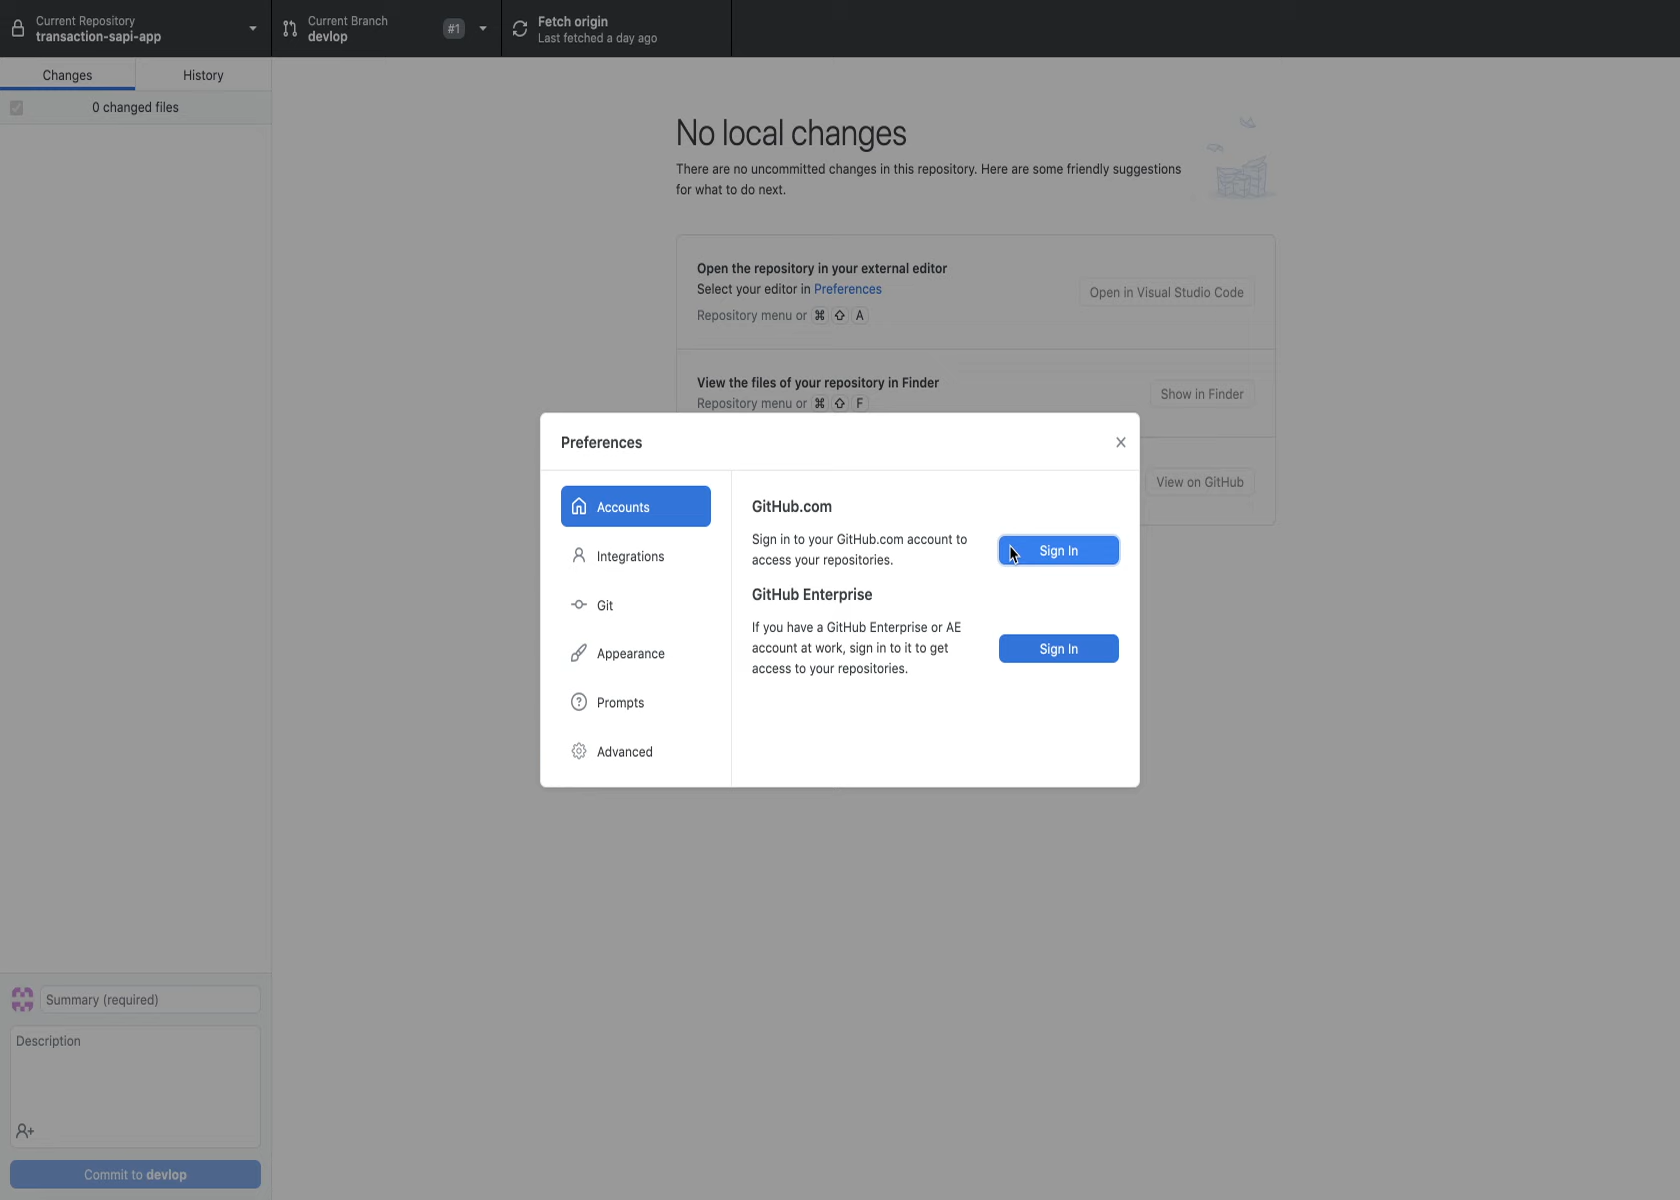 Current Repository
transaction-sapi-app
Current Branch
devlop
#1
Fetch origin
Last fetched a day ago
Changes
History
0 changed files
No local changes
There are no uncommitted changes in this repository. Here are some friendly suggestions
for what to do next.
Open the repository in your external editor
Select your editor in Preferences
Repository menu or ⌘ ⇧ A
Open in Visual Studio Code
View the files of your repository in Finder
Repository menu or ⌘ ⇧ F
Show in Finder
View on GitHub
Preferences
Accounts
Integrations
Git
Appearance
Prompts
Advanced
GitHub.com
Sign in to your GitHub.com account to
access your repositories.
Sign In
GitHub Enterprise
If you have a GitHub Enterprise or AE
account at work, sign in to it to get
access to your repositories.
Sign In
Summary (required)
Description
Commit to devlop